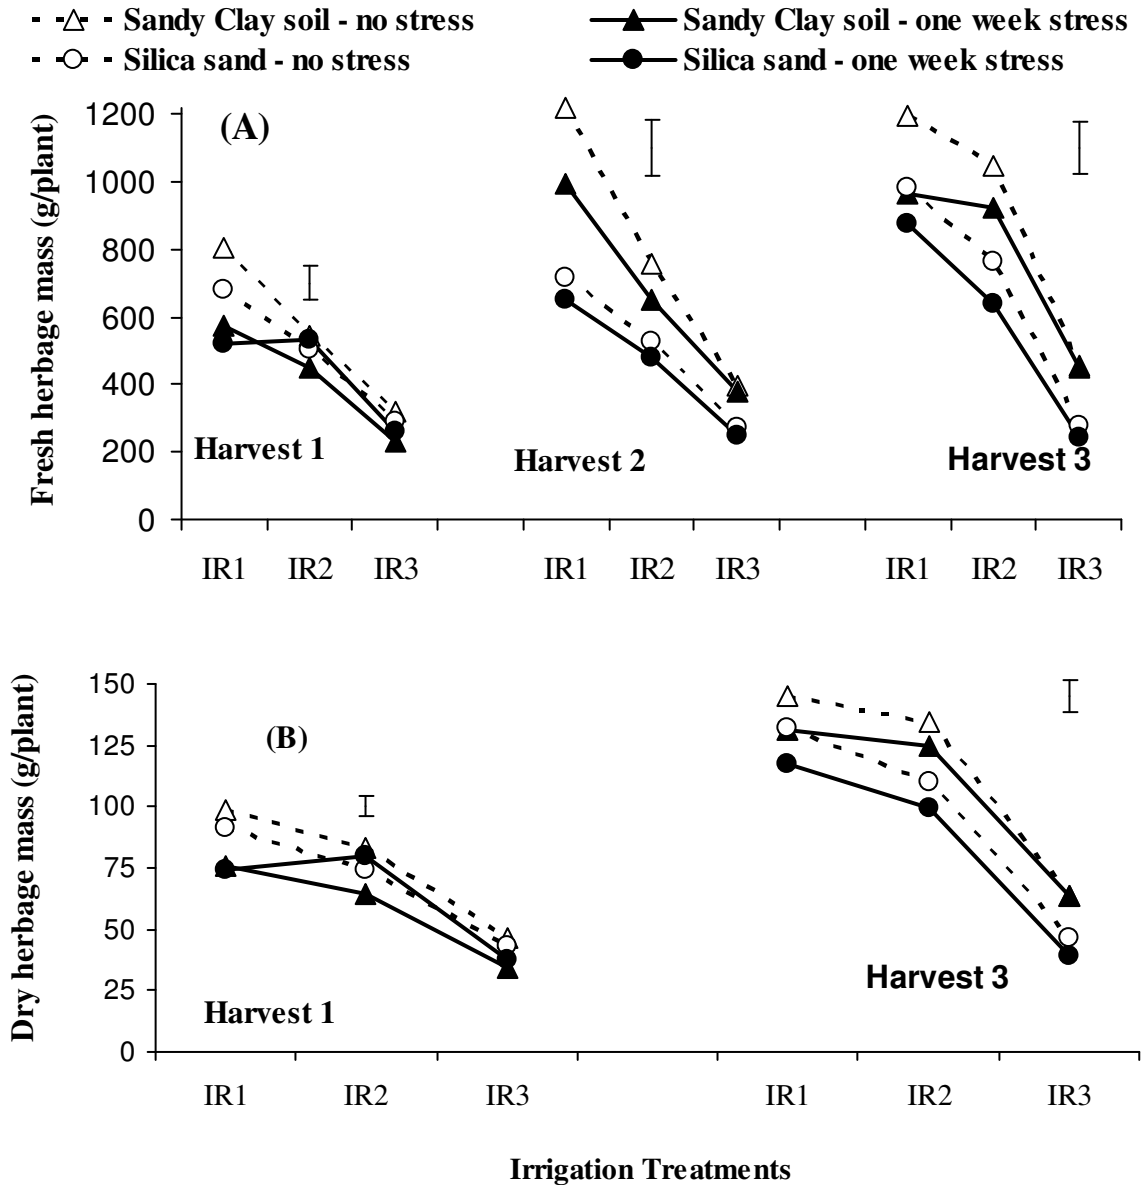 Sandy Clay soil - no stress
Sandy Clay soil - one week stress
Silica sand - no stress
Silica sand - one week stress
Fresh herbage mass (g/plant)
1200
1000
800
600
400
200
0
(A)
Harvest 1
Harvest 2
Harvest 3
IR1 IR2 IR3 IR1 IR2 IR3 IR1 IR2 IR3
Dry herbage mass (g/plant)
150
125
100
75
50
25
0
(B)
Harvest 1
Harvest 3
IR1 IR2 IR3 IR1 IR2 IR3
Irrigation Treatments